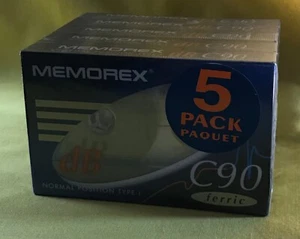 MEMOREX
5
PACK
PAQUET
C90
NORMAL POSITION TYPE I
ferric